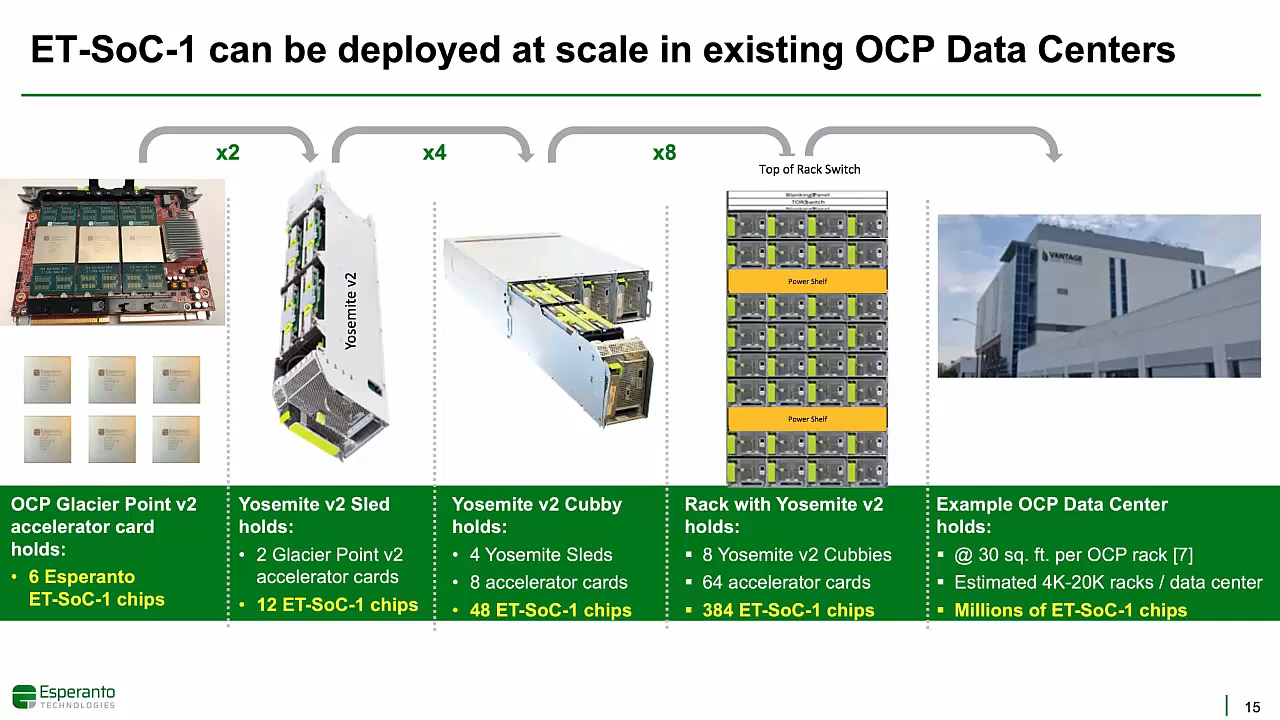 ET-SoC-1 can be deployed at scale in existing OCP Data Centers
x2
x4
x8
Top of Rack Switch
Blanking Panel
TOR Switch
Power Shelf
Power Shelf
Yosemite v2
VANTAGE
OCP Glacier Point v2
accelerator card
holds:
• 6 Esperanto
ET-SoC-1 chips
Yosemite v2 Sled
holds:
• 2 Glacier Point v2
accelerator cards
• 12 ET-SoC-1 chips
Yosemite v2 Cubby
holds:
• 4 Yosemite Sleds
• 8 accelerator cards
• 48 ET-SoC-1 chips
Rack with Yosemite v2
holds:
▪ 8 Yosemite v2 Cubbies
▪ 64 accelerator cards
▪ 384 ET-SoC-1 chips
Example OCP Data Center
holds:
▪ @ 30 sq. ft. per OCP rack [7]
▪ Estimated 4K-20K racks / data center
▪ Millions of ET-SoC-1 chips
Esperanto
TECHNOLOGIES
15